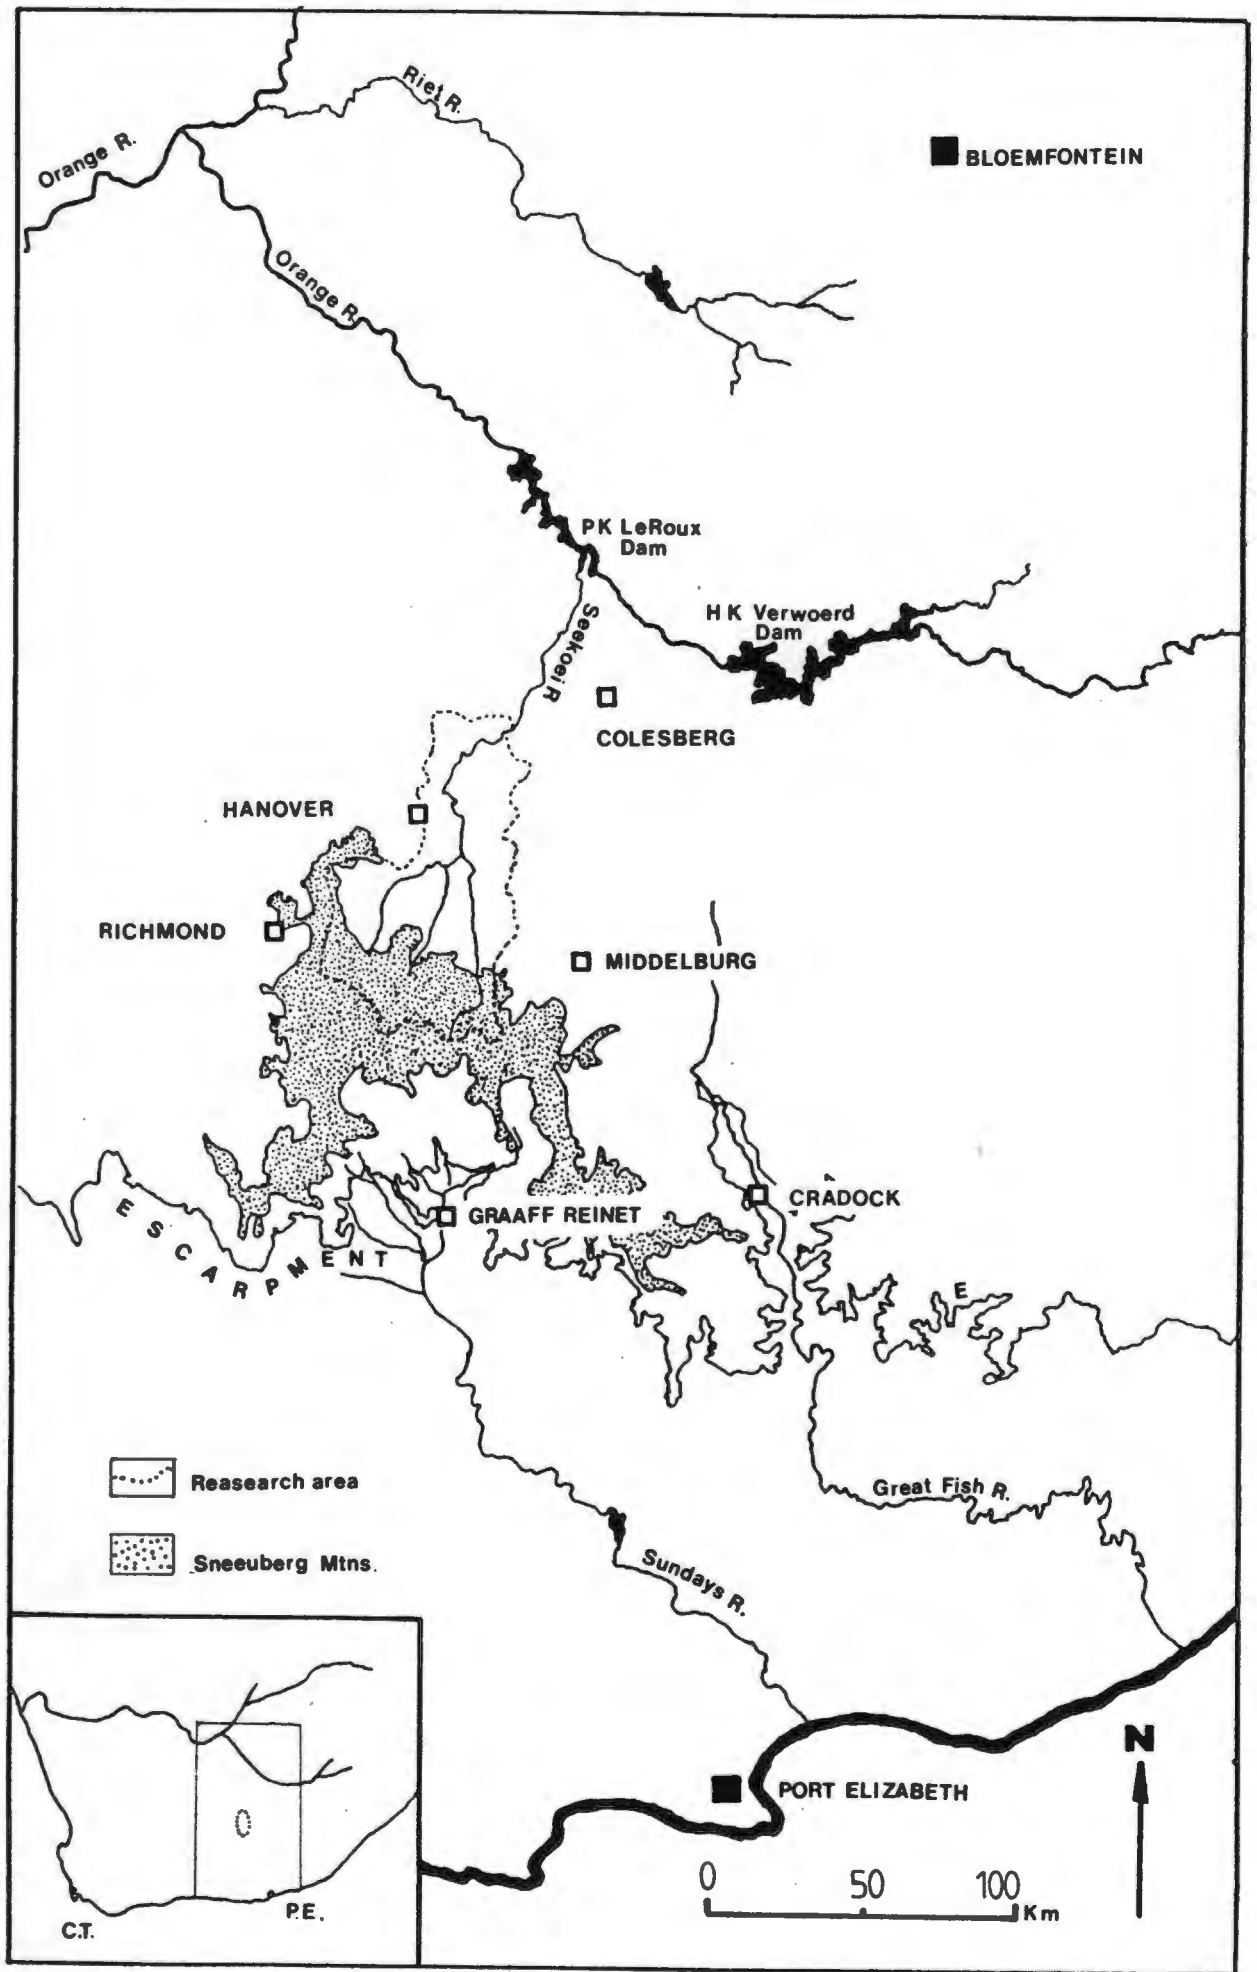 Riet R.
Orange R.
BLOEMFONTEIN
Orange R.
PK LeRoux
Dam
HK Verwoerd
Dam
Seekoei R
COLESBERG
HANOVER
RICHMOND
MIDDELBURG
CRADOCK
GRAAFF REINET
ESCARPMENT
E
Reasearch area
Great Fish R.
Sneeuberg Mtns.
Sundays R.
N
PORT ELIZABETH
0 50 100
Km
P.E.
C.T.